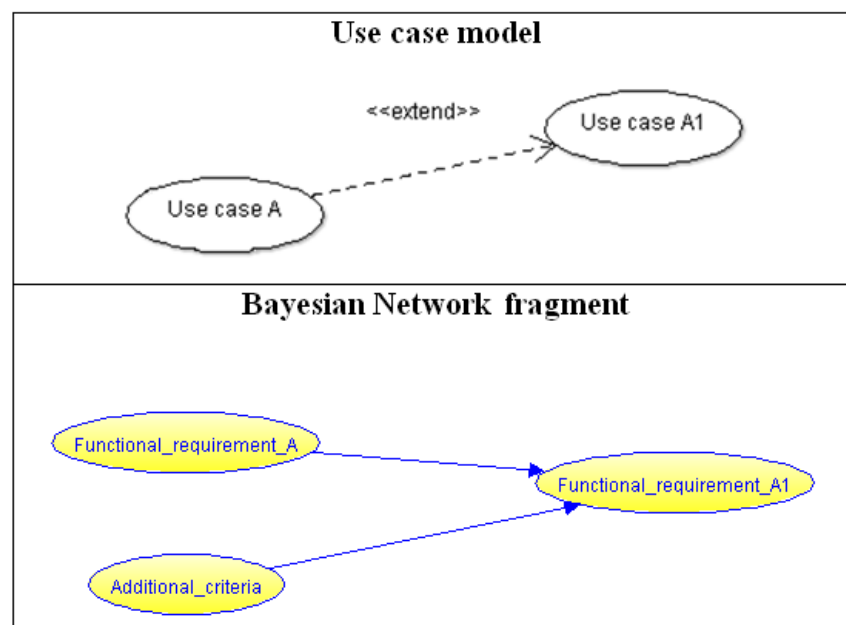 Use case model
<<extend>>
Use case A1
Use case A
Bayesian Network fragment
Functional_requirement_A
Functional_requirement_A1
Additional_criteria